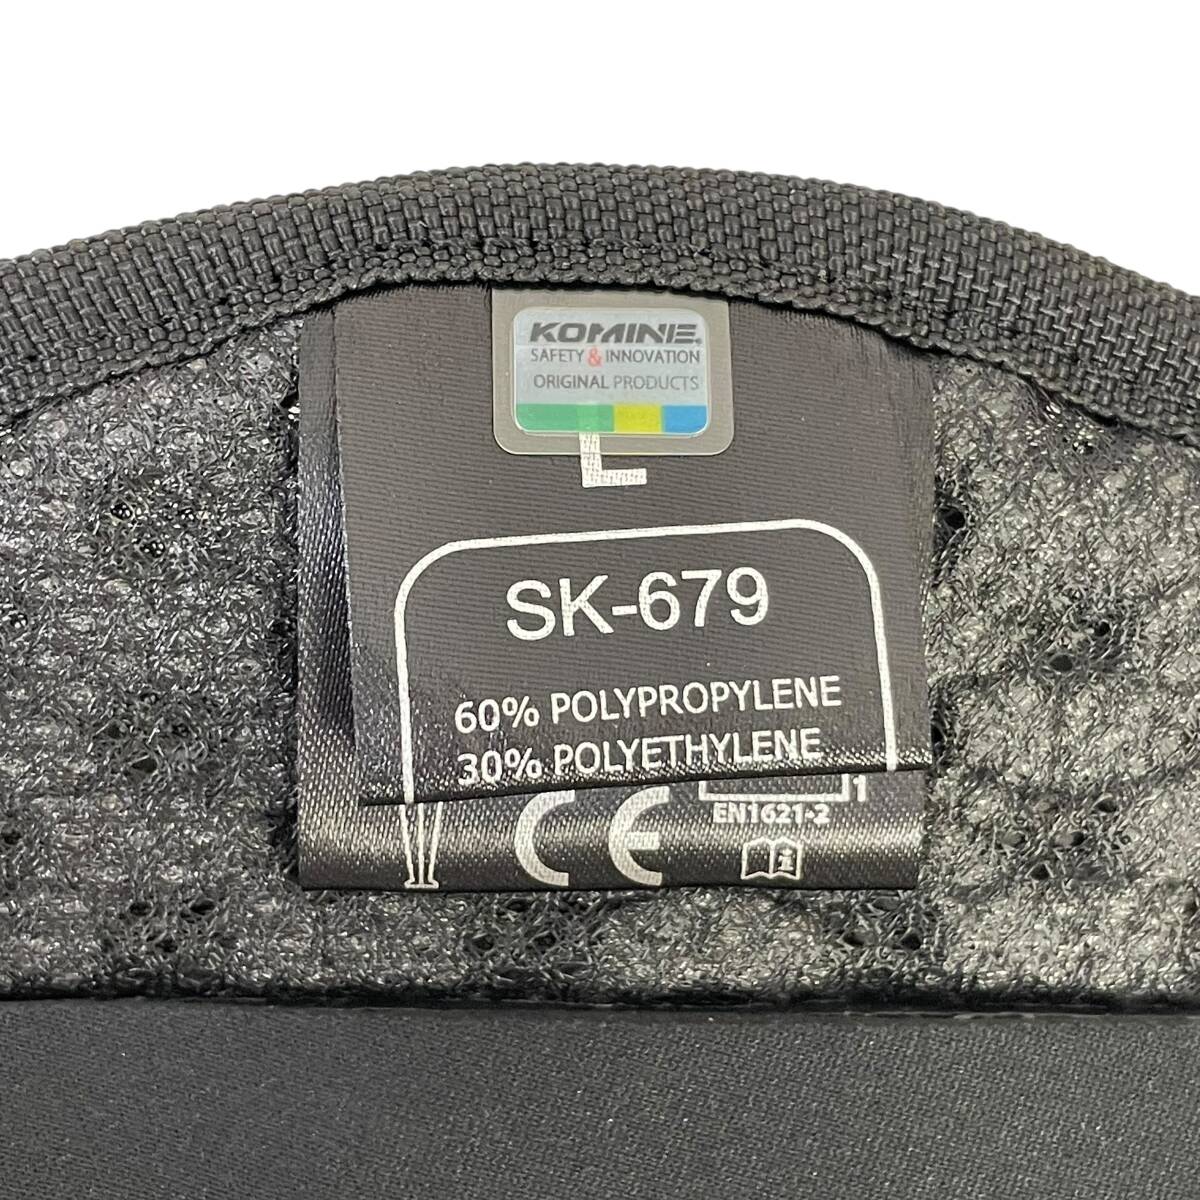 KOMINE
SAFETY & INNOVATION
ORIGINAL PRODUCTS
L
SK-679
60% POLYPROPYLENE
30% POLYETHYLENE
CE
1
EN1621-2
i